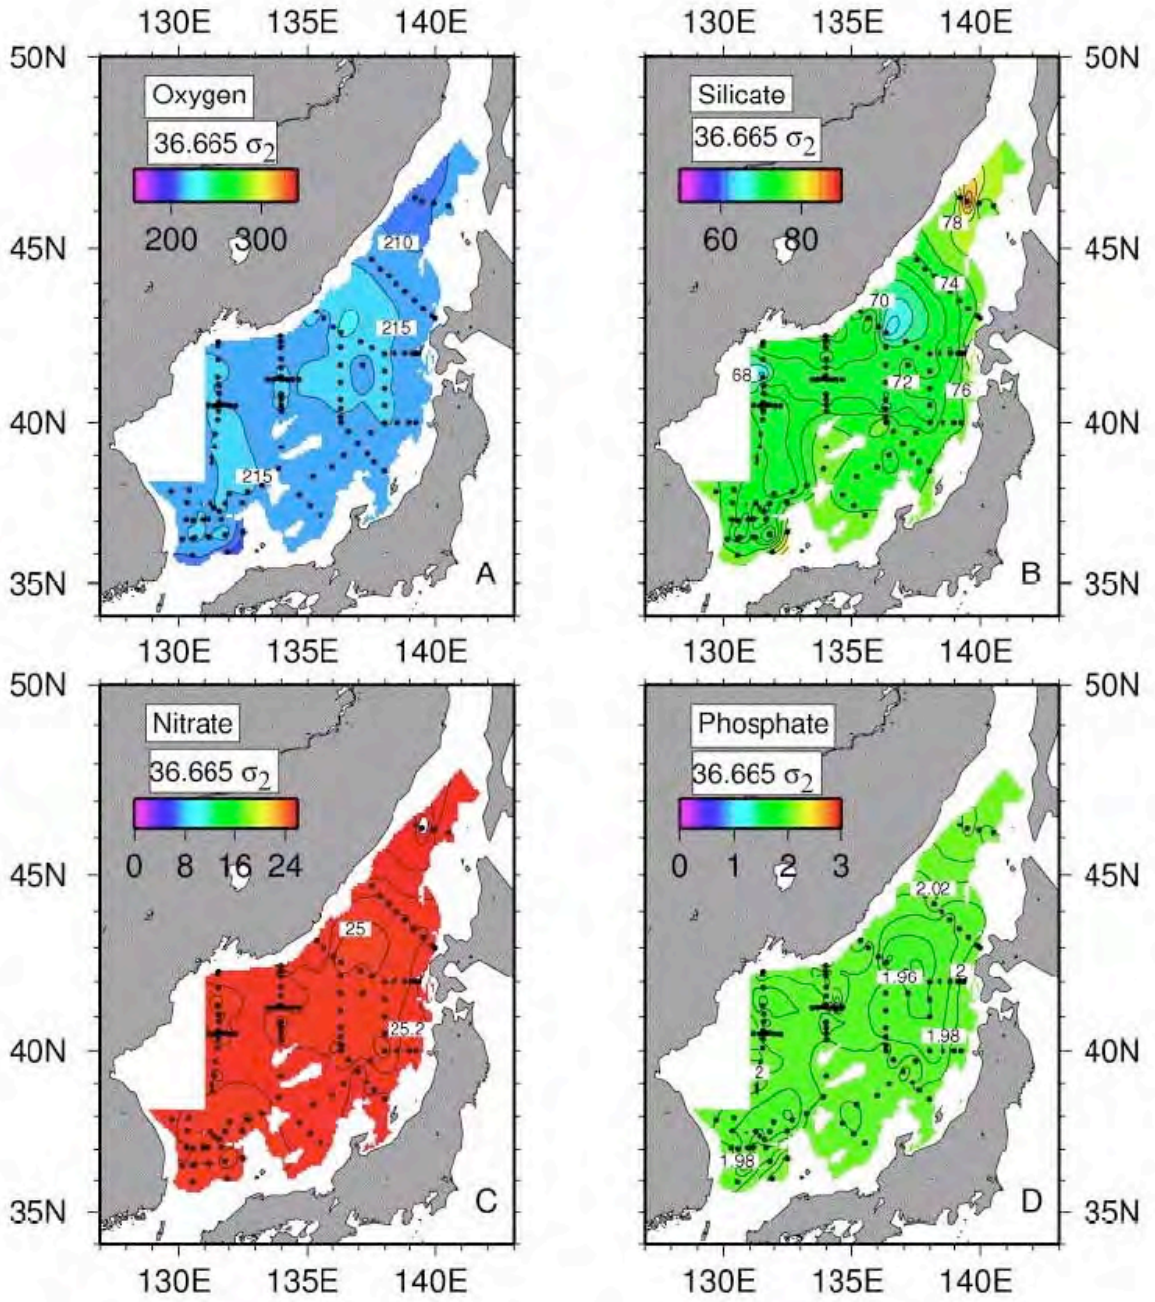 130E 135E 140E 130E 135E 140E
50N 50N
Oxygen Silicate
36.665 σ2 36.665 σ2
200 300 60 80
45N 210 78 45N
74
70
215
68 72 76
40N 40N
215
35N A B 35N
130E 135E 140E 130E 135E 140E
50N 50N
Nitrate Phosphate
36.665 σ2 36.665 σ2
0 8 16 24 0 1 2 3
45N 45N
2.02
25
1.96 2
25.2 1.98
40N 40N
2
1.98
35N C D 35N
130E 135E 140E 130E 135E 140E